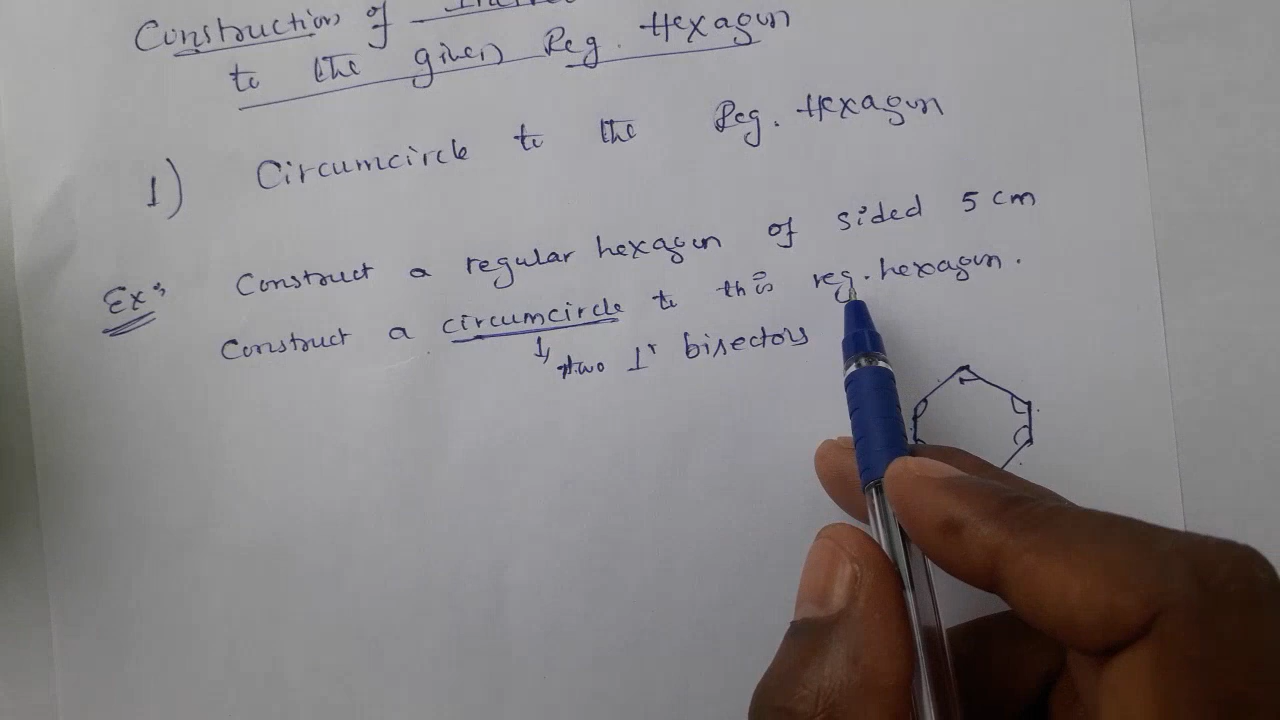 Construction of
to the given Reg. Hexagon
1) Circumcircle to the Reg. Hexagon
Ex: Construct a regular hexagon of sided 5 cm
Construct a circumcircle to this reg. hexagon.
↳ two ⊥r bisectors